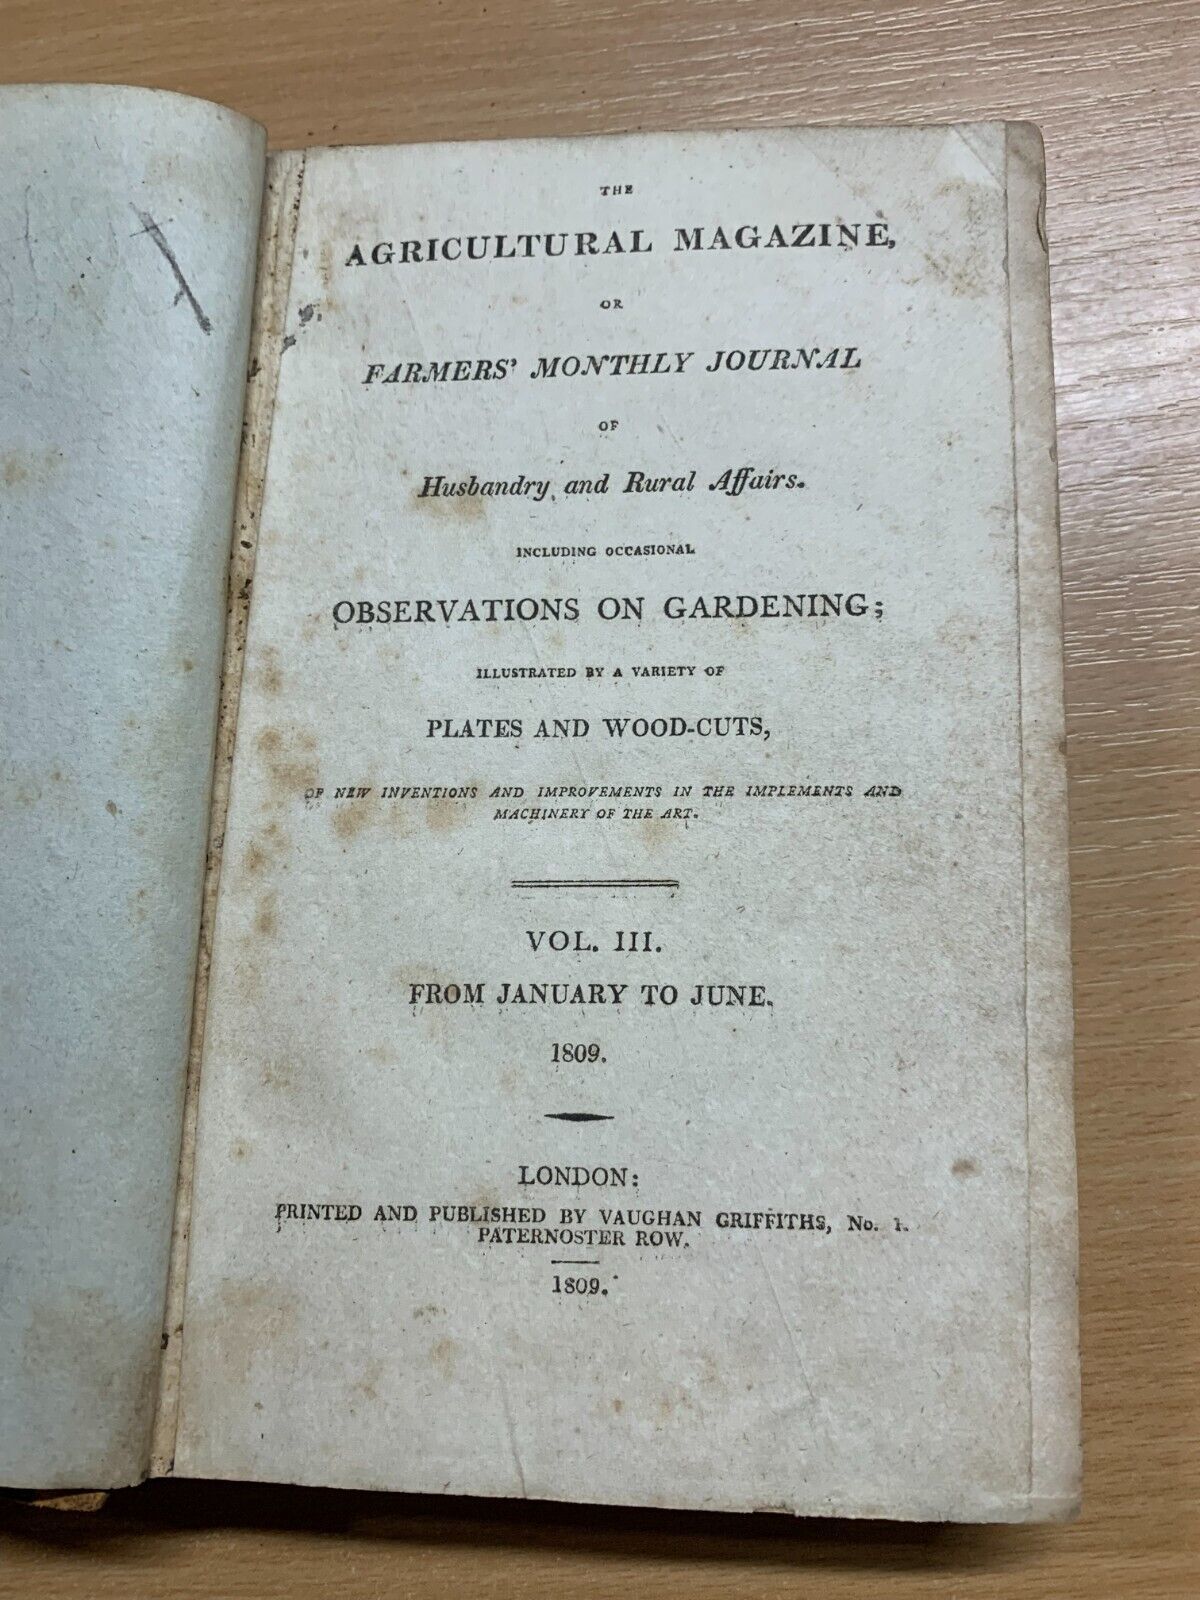 THE
AGRICULTURAL MAGAZINE,
OR
FARMERS' MONTHLY JOURNAL
OF
Husbandry and Rural Affairs.
INCLUDING OCCASIONAL
OBSERVATIONS ON GARDENING;
ILLUSTRATED BY A VARIETY OF
PLATES AND WOOD-CUTS,
OF NEW INVENTIONS AND IMPROVEMENTS IN THE IMPLEMENTS AND
MACHINERY OF THE ART.
VOL. III.
FROM JANUARY TO JUNE.
1809.
LONDON:
PRINTED AND PUBLISHED BY VAUGHAN GRIFFITHS, No. 1.
PATERNOSTER ROW.
1809.